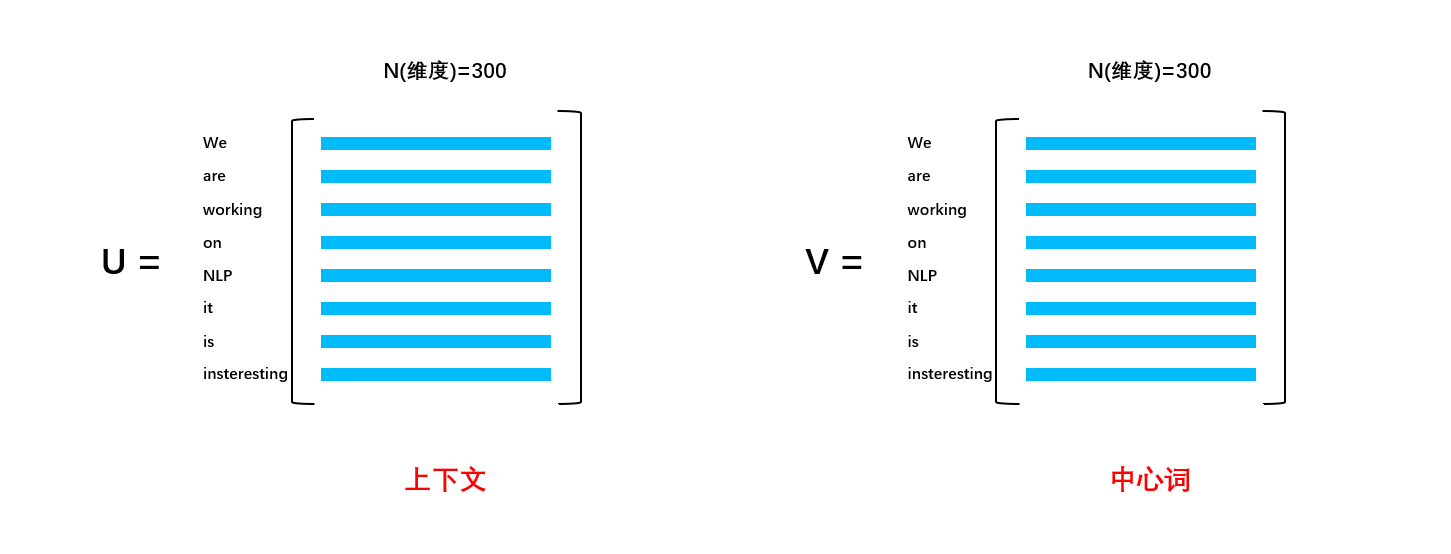 N(维度)=300
U =
We
are
working
on
NLP
it
is
insteresting
上下文
N(维度)=300
V =
We
are
working
on
NLP
it
is
insteresting
中心词